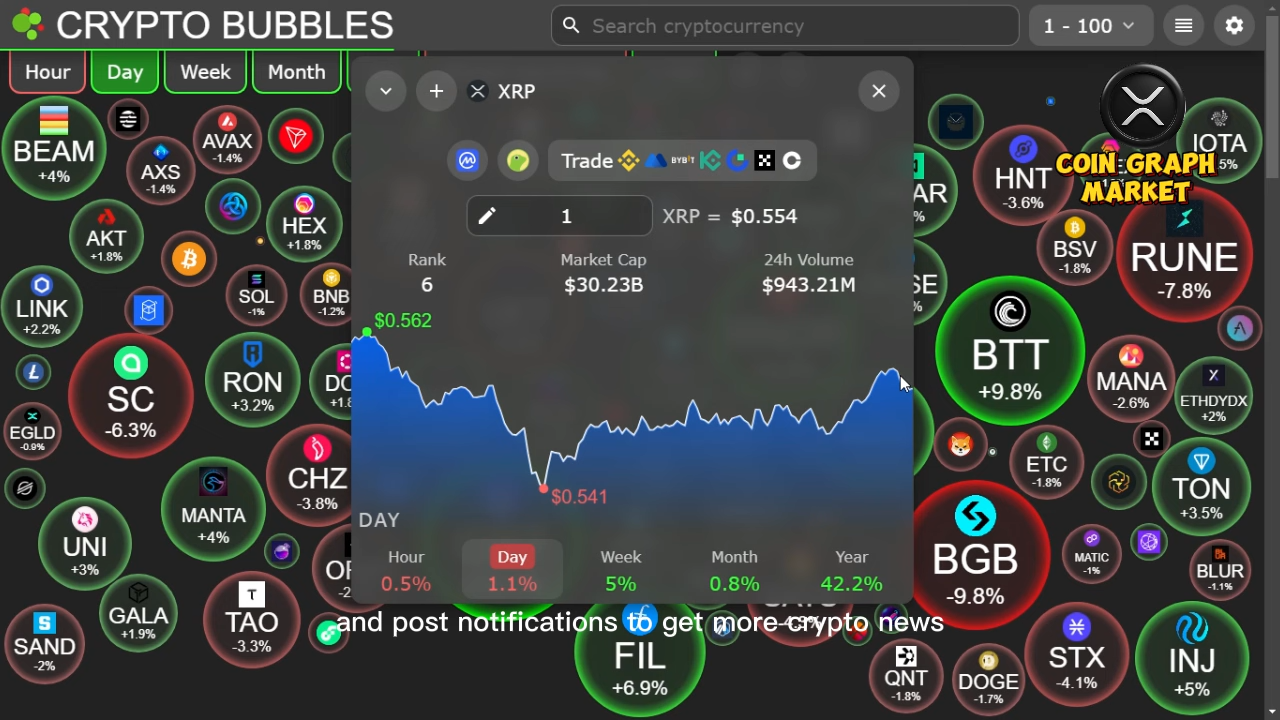 CRYPTO BUBBLES
Search cryptocurrency
1 - 100
Hour
Day
Week
Month
XRP
Trade
BYBIT
1
XRP = $0.554
Rank
6
Market Cap
$30.23B
24h Volume
$943.21M
$0.562
$0.541
DAY
Hour
0.5%
Day
1.1%
Week
5%
Month
0.8%
Year
42.2%
and post notifications to get more crypto news
COIN GRAPH
MARKET
BEAM
+4%
AXS
-1.4%
AVAX
-1.4%
AKT
+1.8%
HEX
+1.8%
LINK
+2.2%
SOL
-1%
BNB
-1.2%
SC
-6.3%
RON
+3.2%
EGLD
-0.9%
CHZ
-3.8%
MANTA
+4%
UNI
+3%
GALA
+1.9%
TAO
-3.3%
SAND
-2%
FIL
+6.9%
HNT
-3.6%
IOTA
BSV
-1.8%
RUNE
-7.8%
BTT
+9.8%
MANA
-2.6%
ETHDYDX
+2%
ETC
-1.8%
TON
+3.5%
BGB
-9.8%
MATIC
-1%
BLUR
-1.1%
QNT
-1.8%
DOGE
-1.7%
STX
-4.1%
INJ
+5%